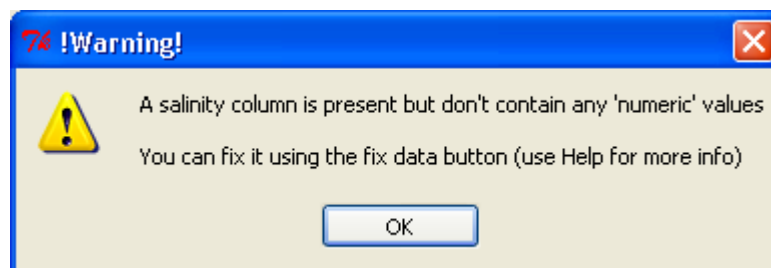 !Warning!
A salinity column is present but don't contain any 'numeric' values
You can fix it using the fix data button (use Help for more info)
OK